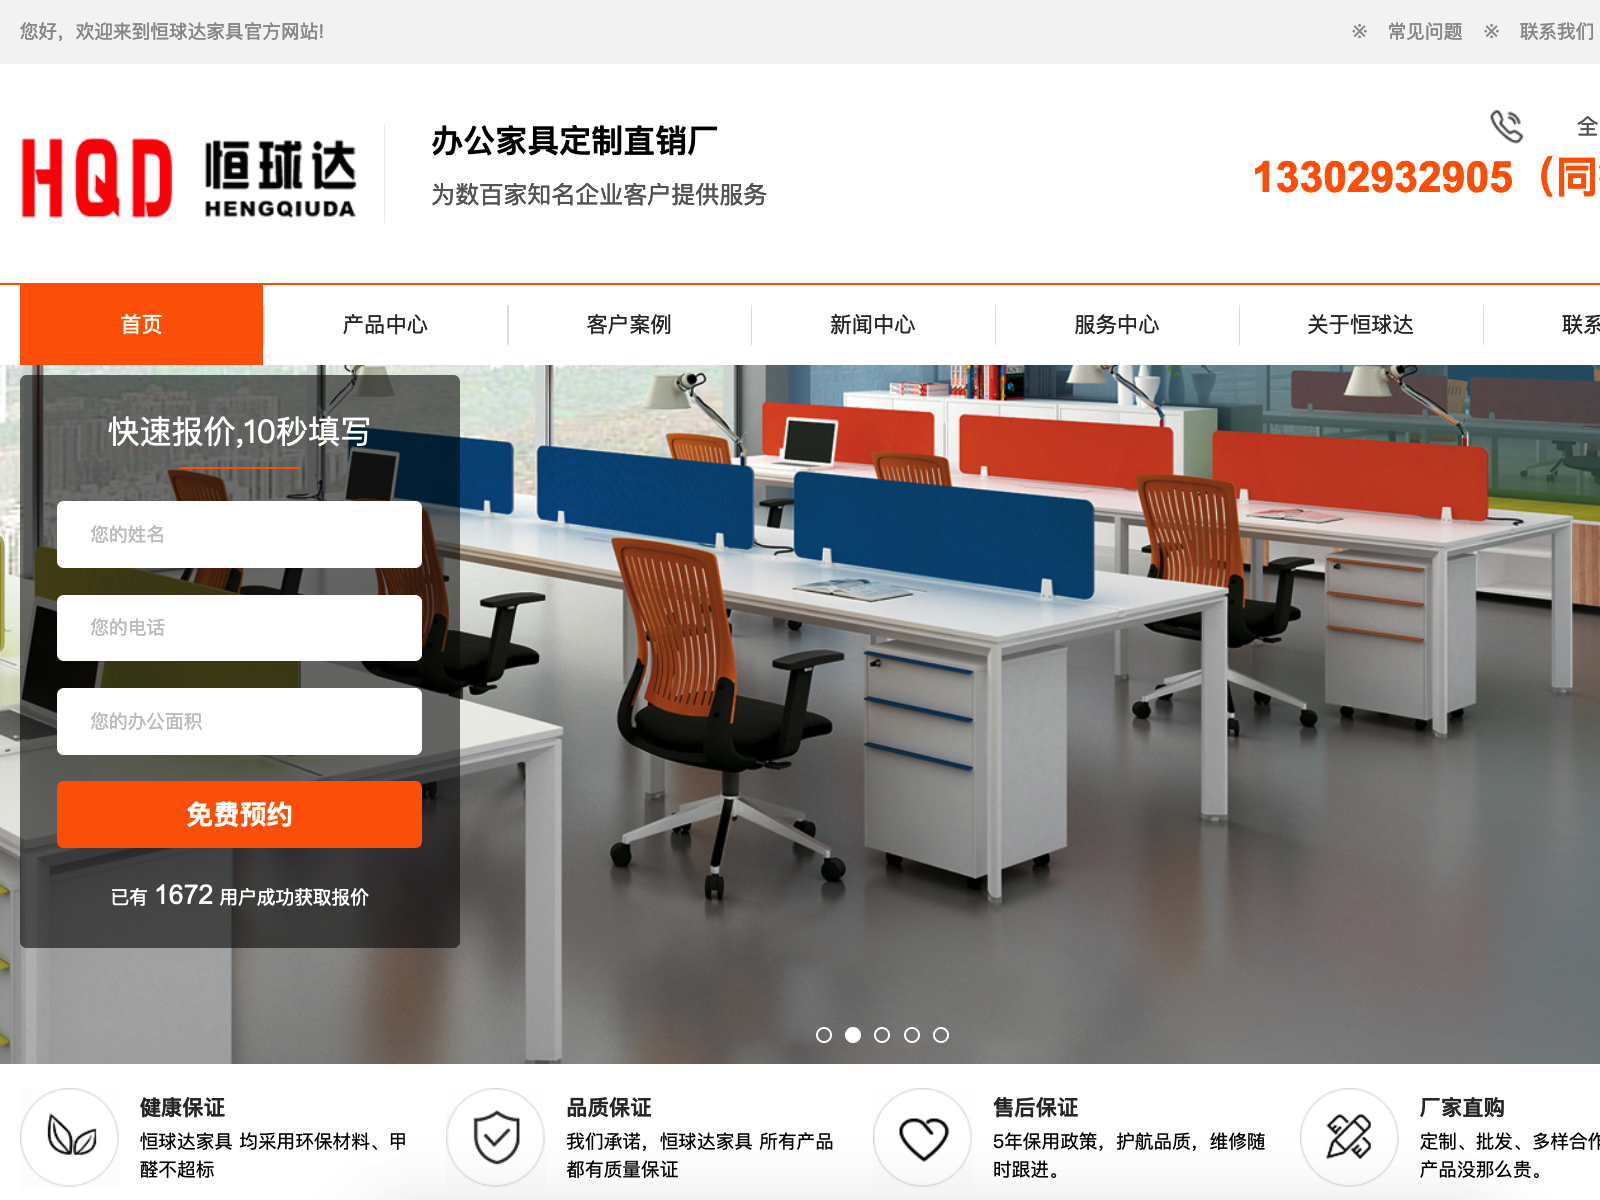 您好，欢迎来到恒球达家具官方网站!
※ 常见问题 ※ 联系我们
HQD 恒球达
HENGQIUDA
办公家具定制直销厂
为数百家知名企业客户提供服务
全
13302932905（同
首页 产品中心 客户案例 新闻中心 服务中心 关于恒球达 联系
快速报价,10秒填写
您的姓名
您的电话
您的办公面积
免费预约
已有 1672 用户成功获取报价
健康保证
恒球达家具 均采用环保材料、甲
醛不超标
品质保证
我们承诺，恒球达家具 所有产品
都有质量保证
售后保证
5年保用政策，护航品质，维修随
时跟进。
厂家直购
定制、批发、多样合作
产品没那么贵。